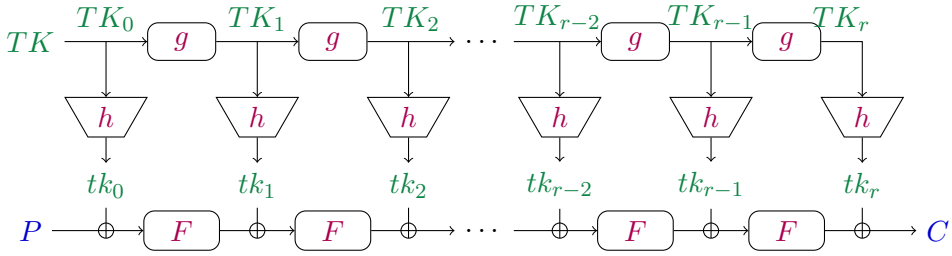 TK_0 TK_1 TK_2 TK_{r-2} TK_{r-1} TK_r
TK g g ⋯ g g
h h h h h h
tk_0 tk_1 tk_2 tk_{r-2} tk_{r-1} tk_r
P F F ⋯ F F C